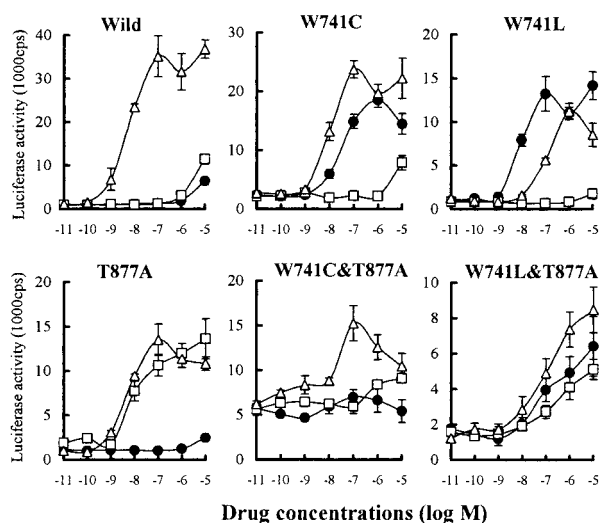 Wild
W741C
W741L
Luciferase activity (1000cps)
40
30
20
10
0
-11 -10 -9 -8 -7 -6 -5
30
20
10
0
-11 -10 -9 -8 -7 -6 -5
20
15
10
5
0
-11 -10 -9 -8 -7 -6 -5
T877A
W741C&T877A
W741L&T877A
Luciferase activity (1000cps)
20
15
10
5
0
-11 -10 -9 -8 -7 -6 -5
20
15
10
5
0
-11 -10 -9 -8 -7 -6 -5
10
8
6
4
2
0
-11 -10 -9 -8 -7 -6 -5
Drug concentrations (log M)